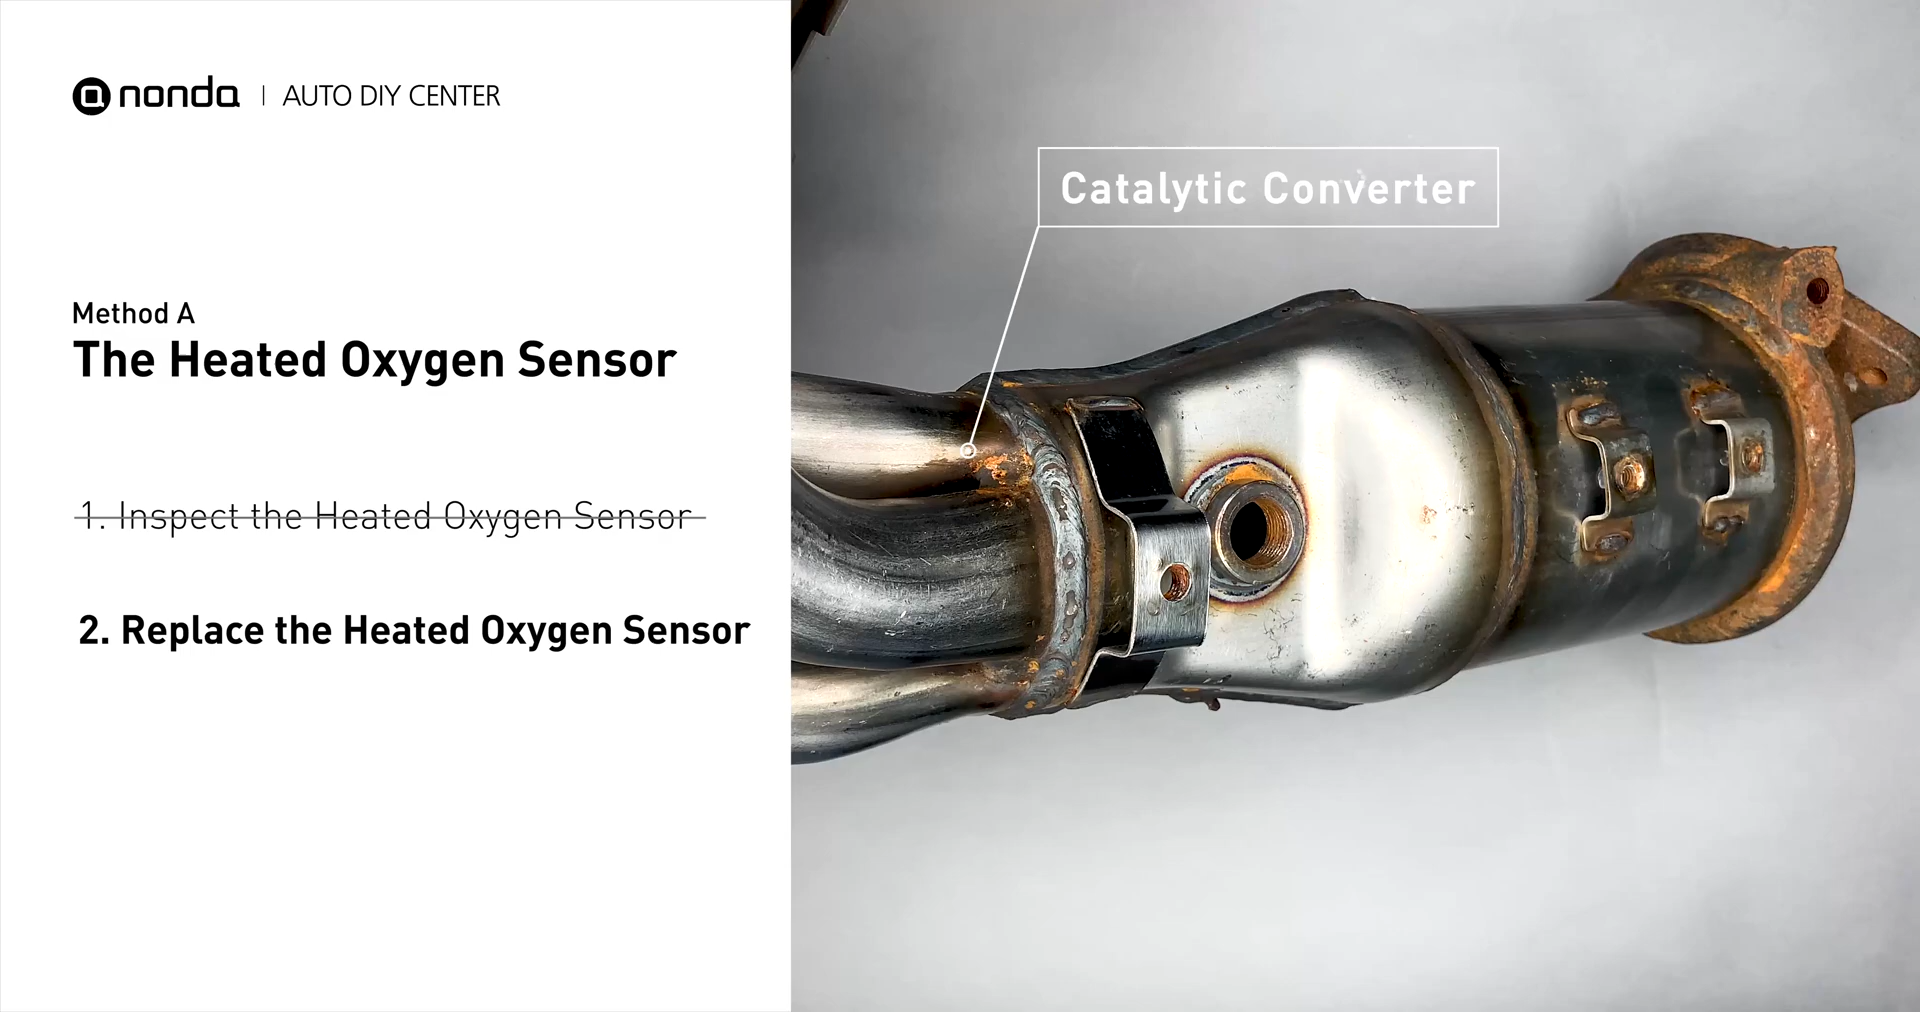 nonda | AUTO DIY CENTER
Method A
The Heated Oxygen Sensor
1. Inspect the Heated Oxygen Sensor
2. Replace the Heated Oxygen Sensor
Catalytic Converter